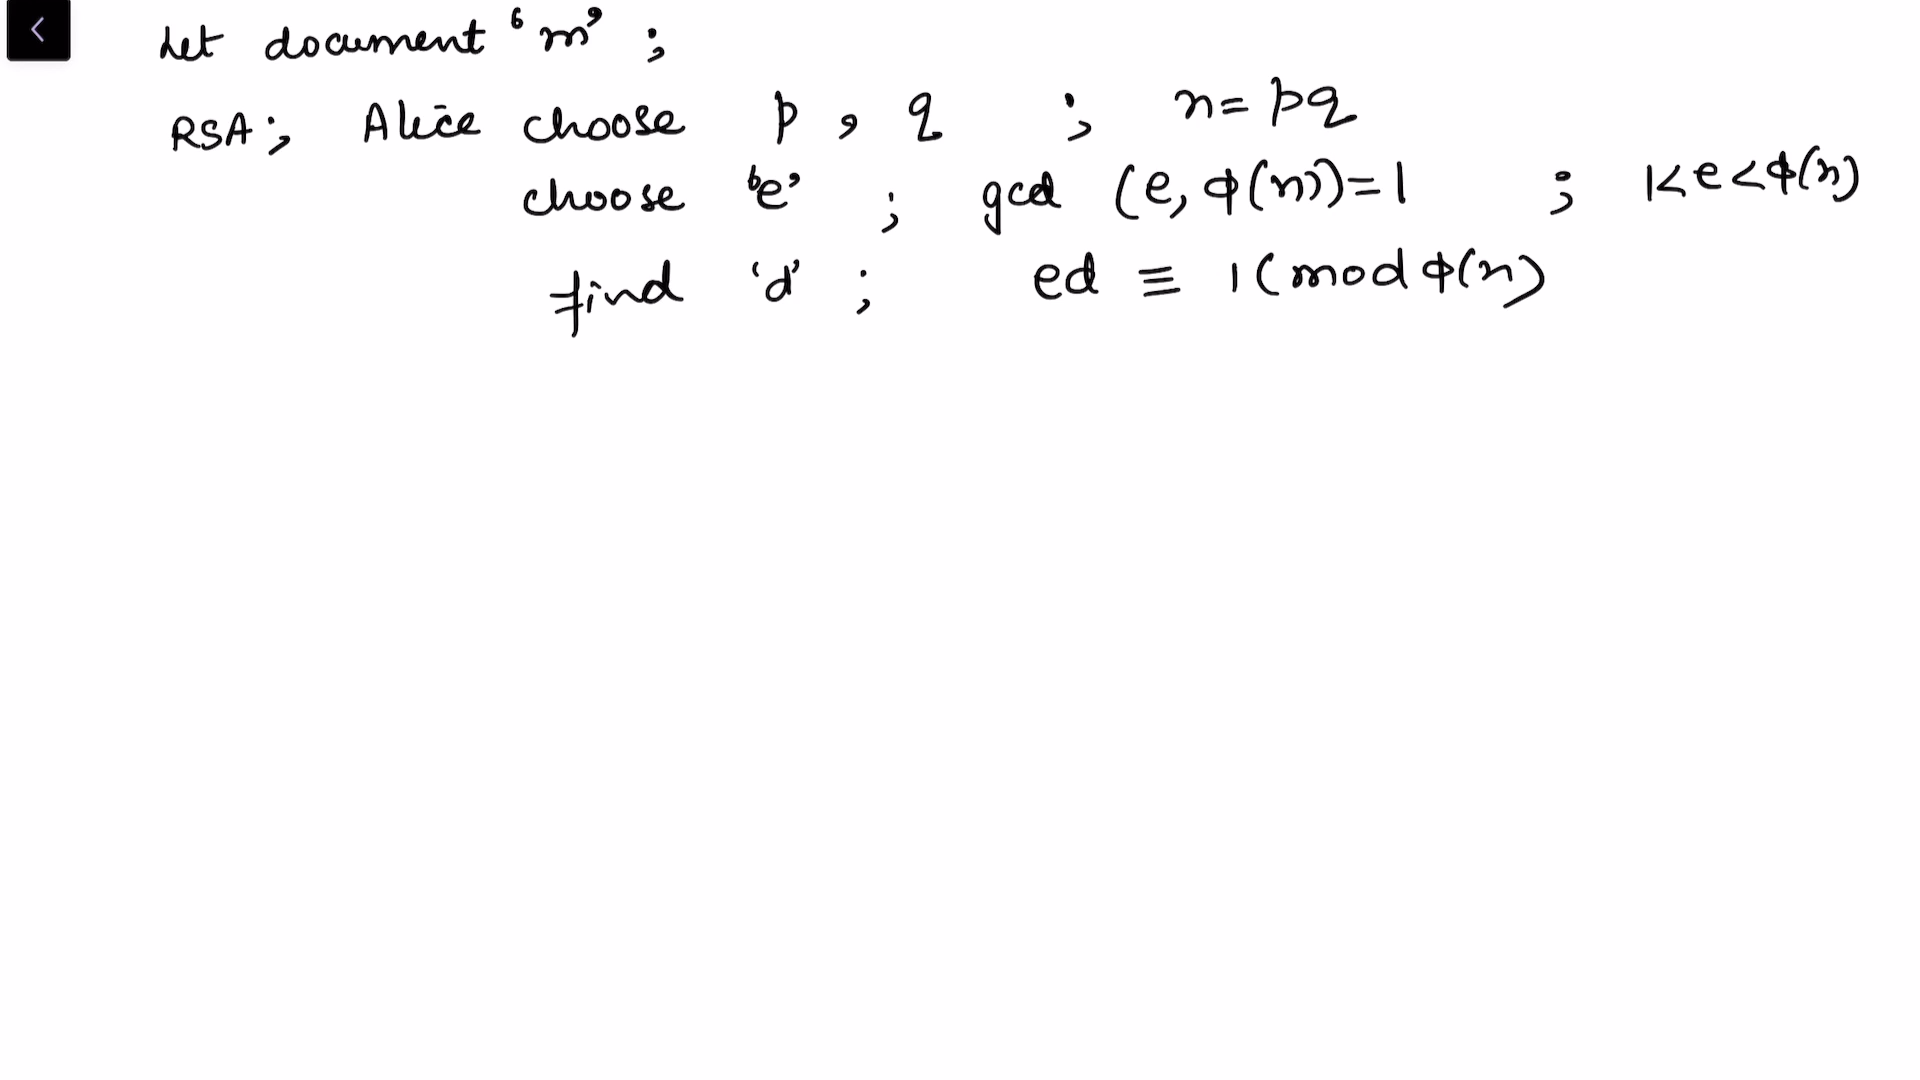 Let document 'm' ;
RSA ; Alice choose p , q ; n = pq
choose 'e' ; gcd (e, ϕ(n)) = 1 ; 1 < e < ϕ(n)
find 'd' ; ed ≡ 1 (mod ϕ(n)